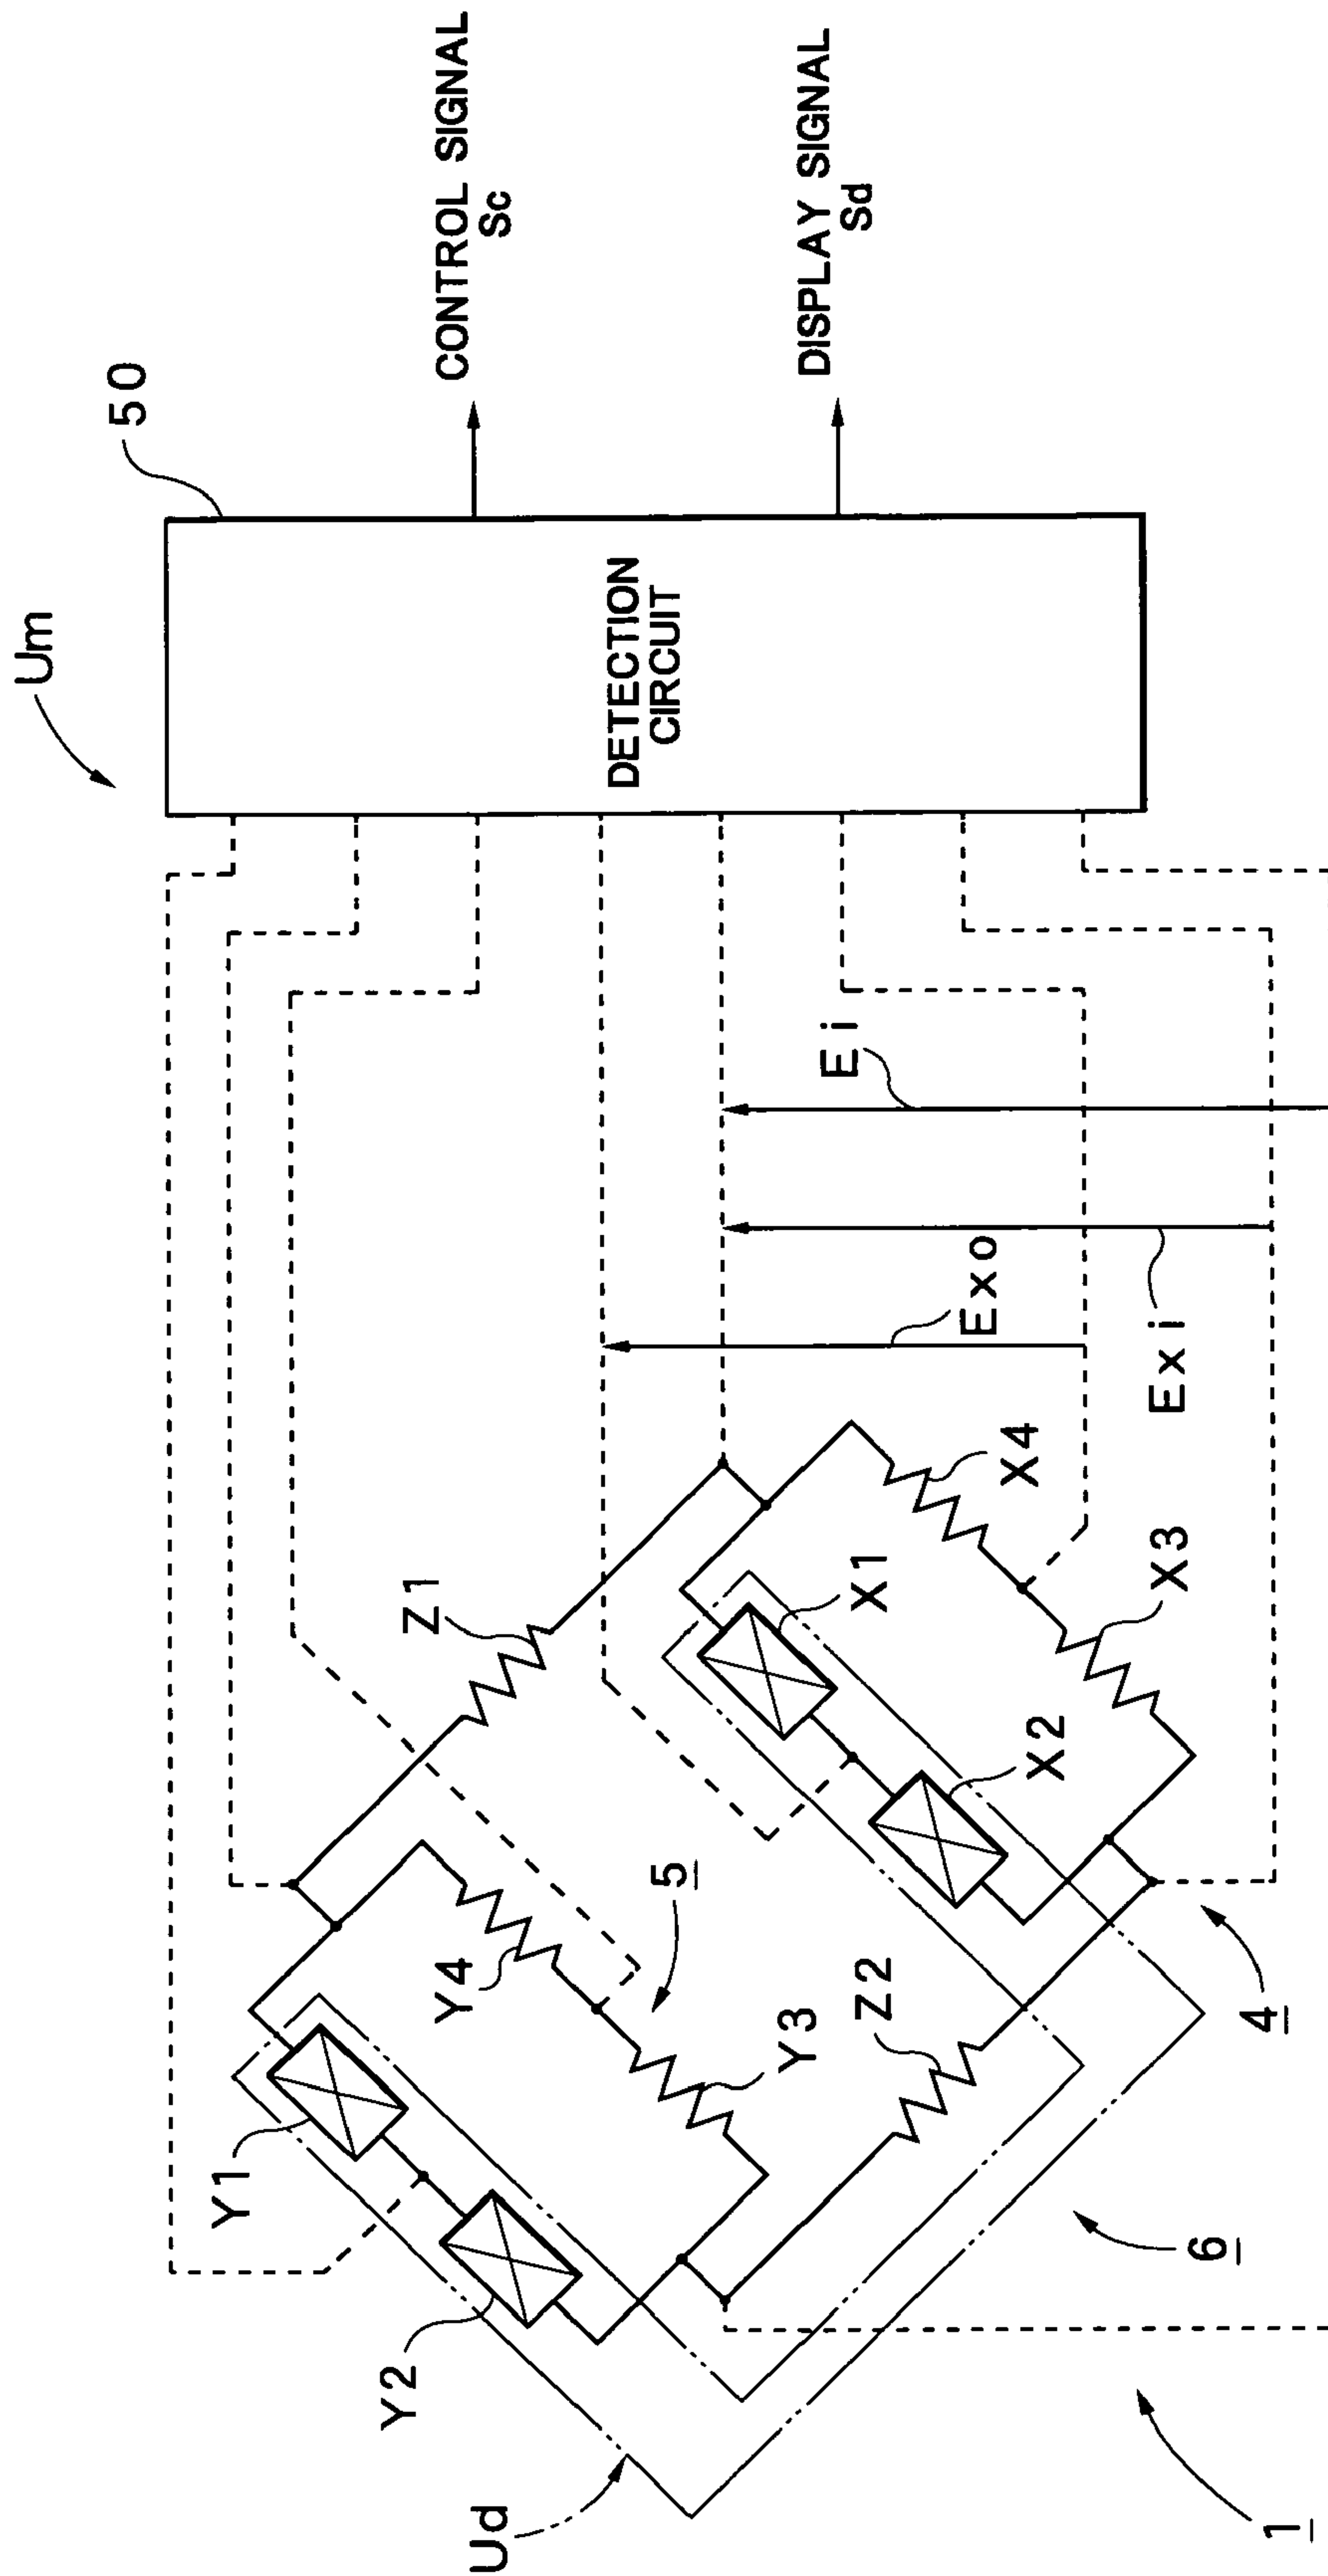 Um
50
CONTROL SIGNAL
Sc
DISPLAY SIGNAL
Sd
DETECTION
CIRCUIT
Ei
Exi
Exo
Z1
X1
X4
X2
X3
Y1
Y4
5
Y2
Y3
Z2
4
6
Ud
1